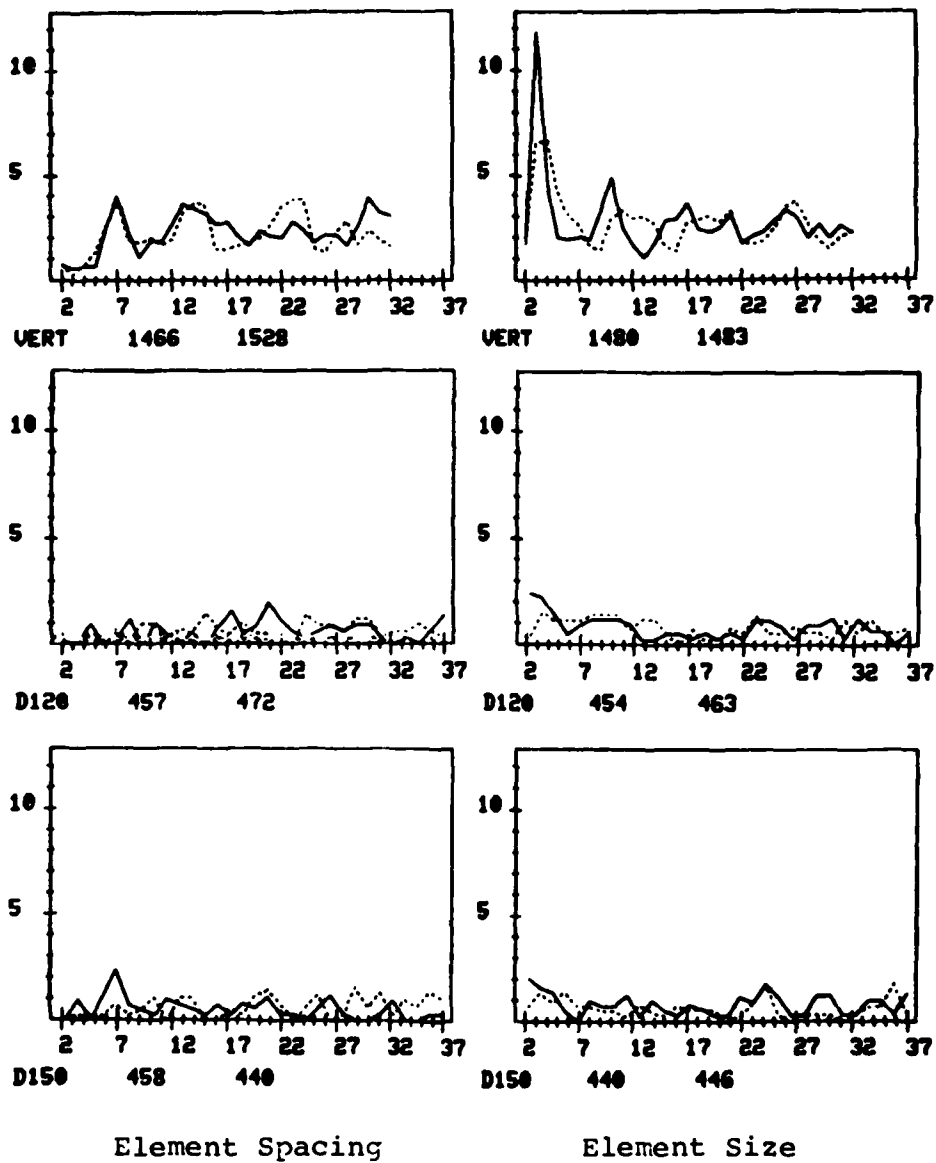 10
5
2 7 12 17 22 27 32 37
VERT 1466 1528
10
5
2 7 12 17 22 27 32 37
VERT 1480 1483
10
5
2 7 12 17 22 27 32 37
D120 457 472
10
5
2 7 12 17 22 27 32 37
D120 454 463
10
5
2 7 12 17 22 27 32 37
D150 458 440
10
5
2 7 12 17 22 27 32 37
D150 440 446
Element Spacing
Element Size